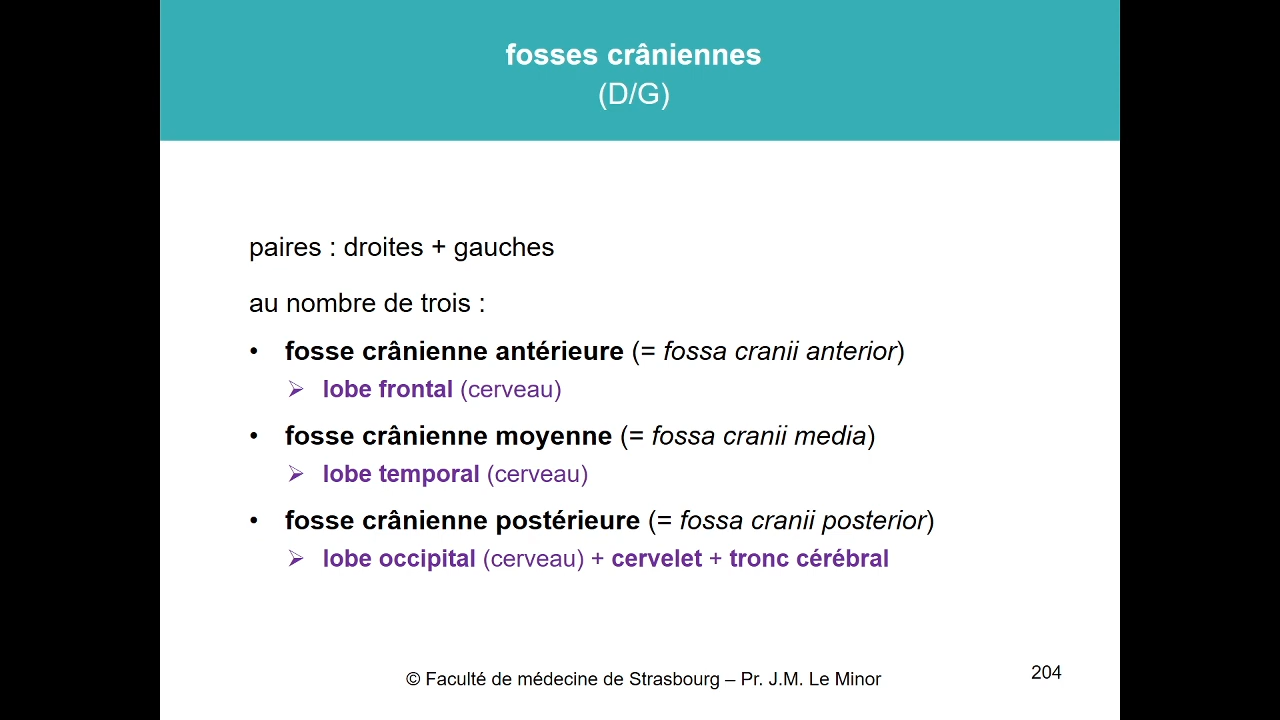 fosses crâniennes
(D/G)
paires : droites + gauches
au nombre de trois :
• fosse crânienne antérieure (= fossa cranii anterior)
➢ lobe frontal (cerveau)
• fosse crânienne moyenne (= fossa cranii media)
➢ lobe temporal (cerveau)
• fosse crânienne postérieure (= fossa cranii posterior)
➢ lobe occipital (cerveau) + cervelet + tronc cérébral
© Faculté de médecine de Strasbourg – Pr. J.M. Le Minor
204